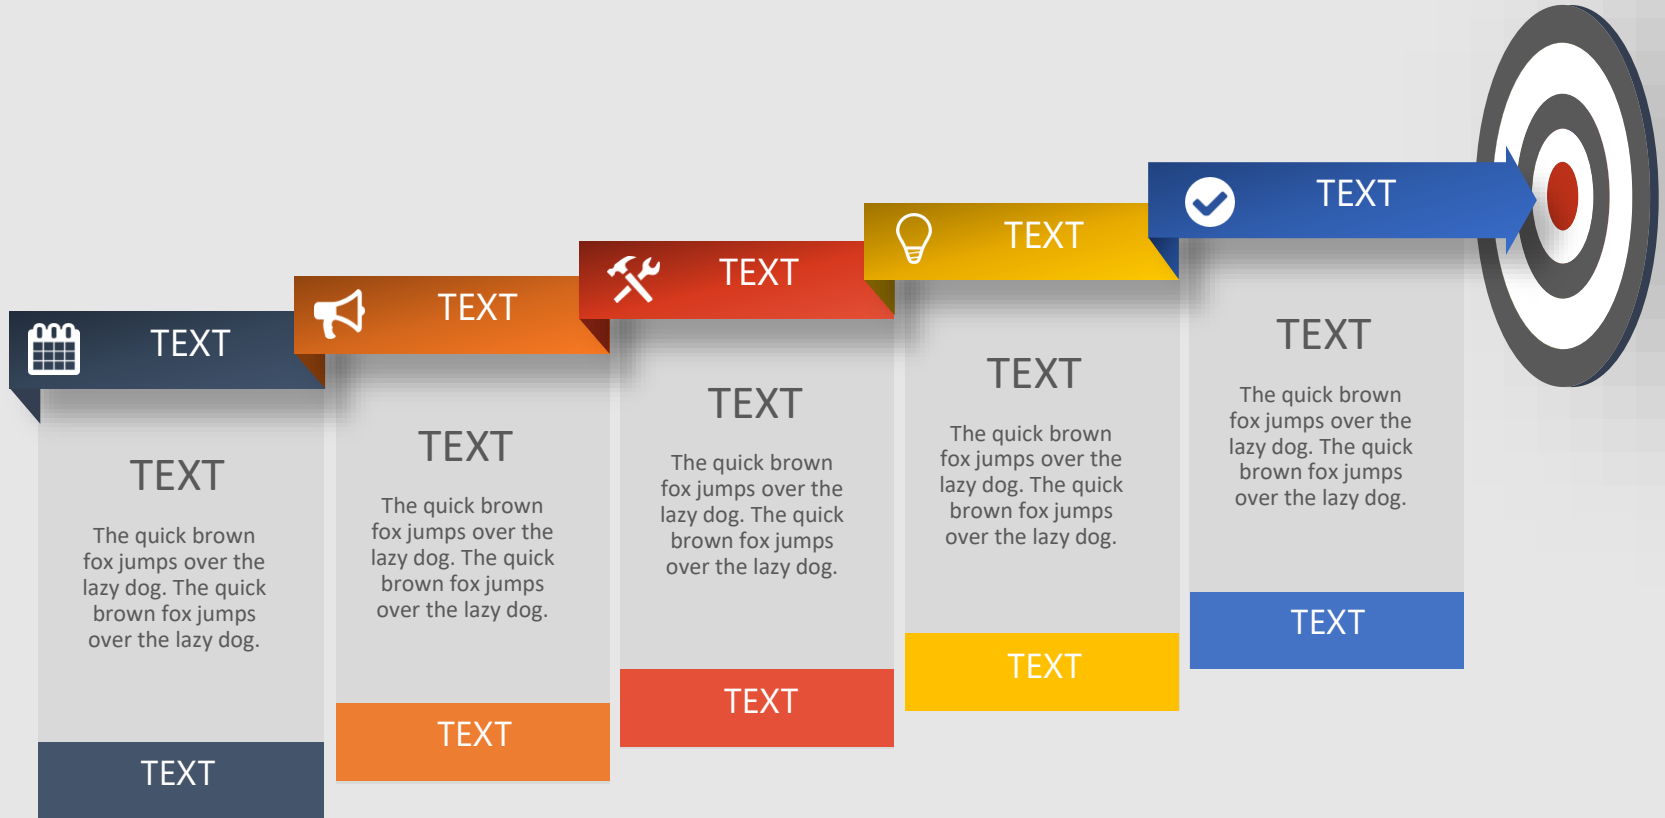 TEXT
TEXT
The quick brown
fox jumps over the
lazy dog. The quick
brown fox jumps
over the lazy dog.
TEXT
TEXT
TEXT
The quick brown
fox jumps over the
lazy dog. The quick
brown fox jumps
over the lazy dog.
TEXT
TEXT
TEXT
The quick brown
fox jumps over the
lazy dog. The quick
brown fox jumps
over the lazy dog.
TEXT
TEXT
TEXT
The quick brown
fox jumps over the
lazy dog. The quick
brown fox jumps
over the lazy dog.
TEXT
TEXT
TEXT
The quick brown
fox jumps over the
lazy dog. The quick
brown fox jumps
over the lazy dog.
TEXT